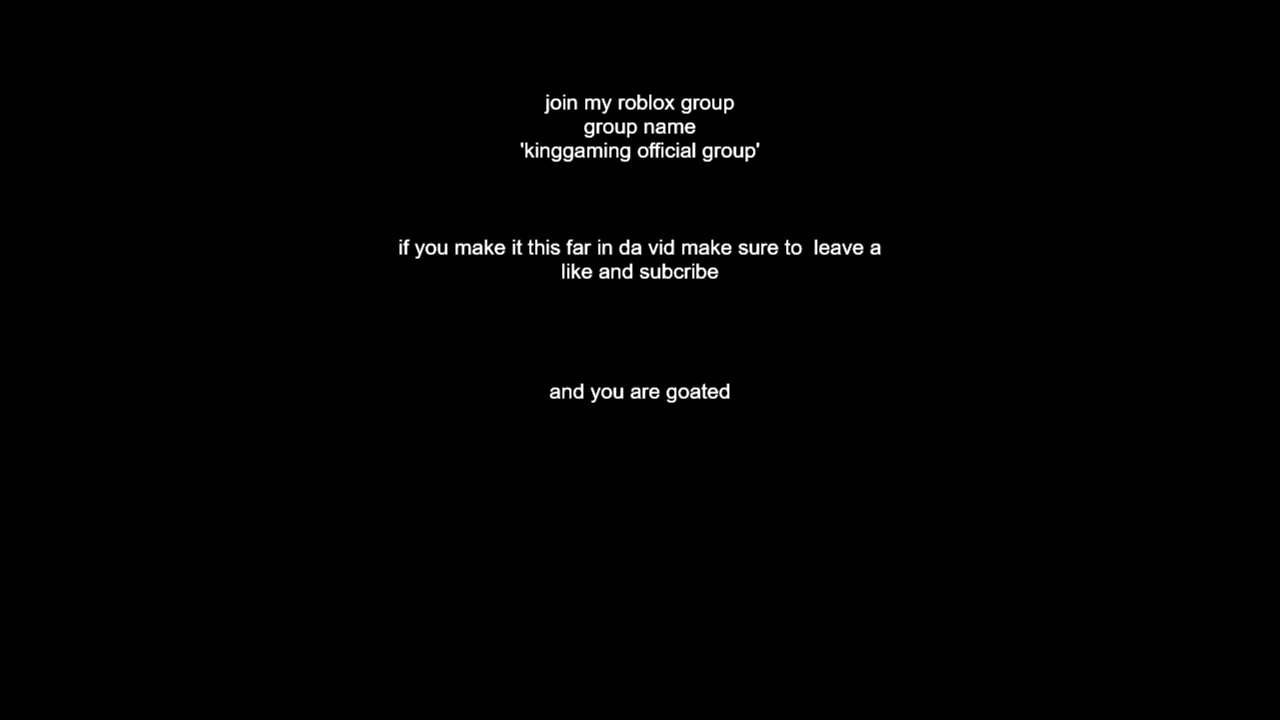 join my roblox group
group name
'kinggaming official group'
if you make it this far in da vid make sure to  leave a
like and subcribe
and you are goated